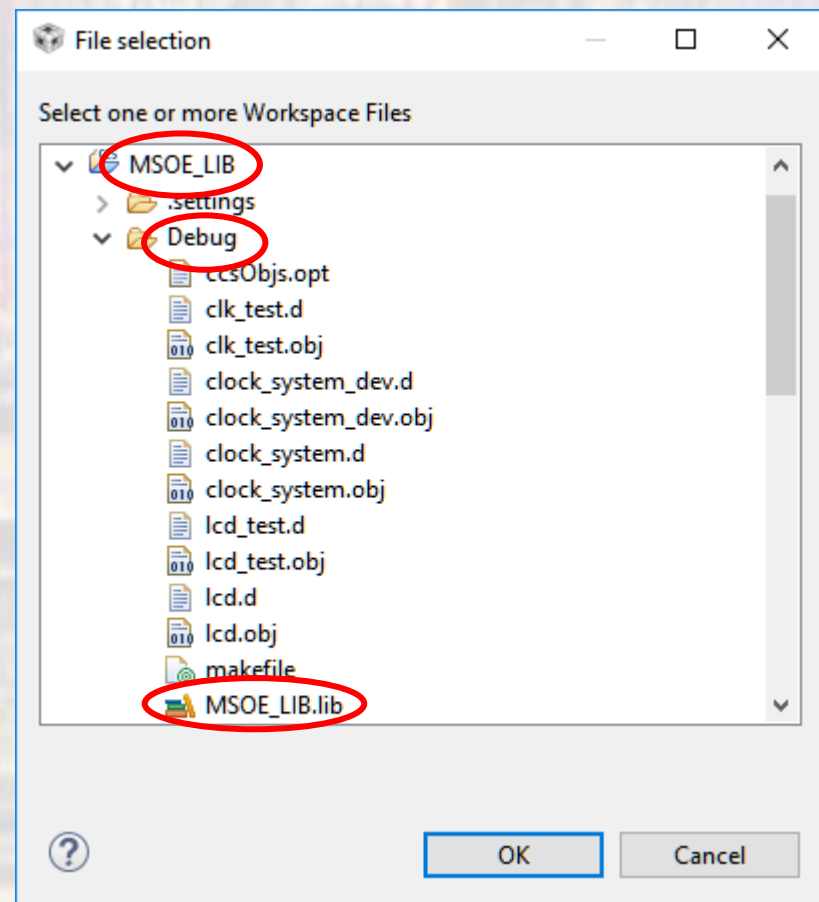 File selection
Select one or more Workspace Files
MSOE_LIB
.settings
Debug
ccsObjs.opt
clk_test.d
clk_test.obj
clock_system_dev.d
clock_system_dev.obj
clock_system.d
clock_system.obj
lcd_test.d
lcd_test.obj
lcd.d
lcd.obj
makefile
MSOE_LIB.lib
OK Cancel